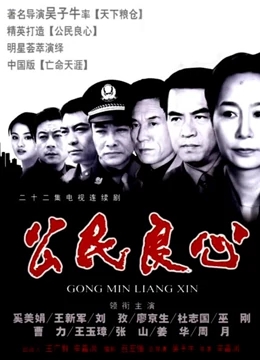 著名导演吴子牛率【天下粮仓】
精英打造【公民良心】
明星荟萃演绎
中国版【亡命天涯】
二十二集电视连续剧
公民良心
GONG MIN LIANG XIN
领衔主演
奚美娟 王新军 刘孜 廖京生 杜志国 巫刚
曹力 王玉璋 张山 姜华 周月